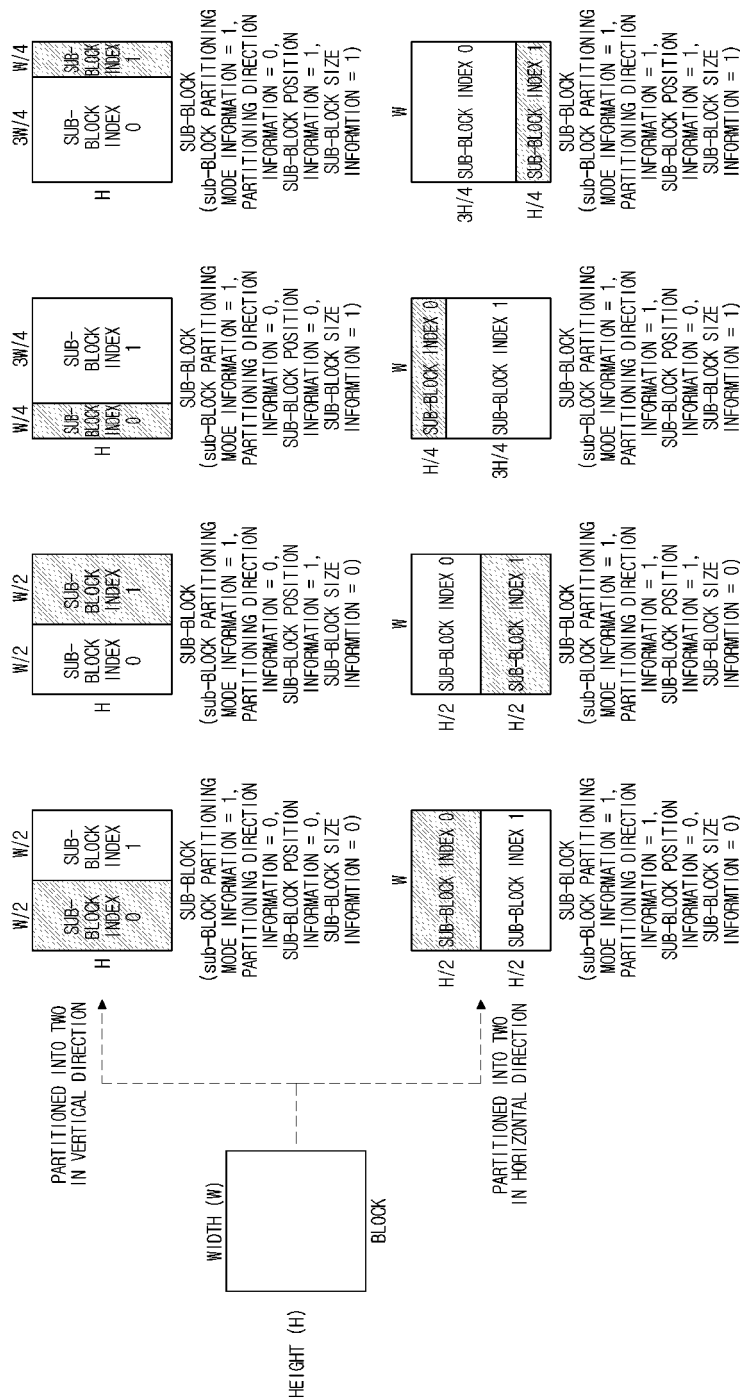 HEIGHT (H)
WIDTH (W)
BLOCK
PARTITIONED INTO TWO
IN VERTICAL DIRECTION
PARTITIONED INTO TWO
IN HORIZONTAL DIRECTION
W/2
W/2
H
SUB-
BLOCK
INDEX
0
SUB-
BLOCK
INDEX
1
SUB-BLOCK
(sub-BLOCK PARTITIONING
MODE INFORMATION = 1,
PARTITIONING DIRECTION
INFORMATION = 0,
SUB-BLOCK POSITION
INFORMATION = 0,
SUB-BLOCK SIZE
INFORMTION = 0)
W/2
W/2
H
SUB-
BLOCK
INDEX
0
SUB-
BLOCK
INDEX
1
SUB-BLOCK
(sub-BLOCK PARTITIONING
MODE INFORMATION = 1,
PARTITIONING DIRECTION
INFORMATION = 0,
SUB-BLOCK POSITION
INFORMATION = 1,
SUB-BLOCK SIZE
INFORMTION = 0)
W/4
3W/4
H
SUB-
BLOCK
INDEX
0
SUB-
BLOCK
INDEX
1
SUB-BLOCK
(sub-BLOCK PARTITIONING
MODE INFORMATION = 1,
PARTITIONING DIRECTION
INFORMATION = 0,
SUB-BLOCK POSITION
INFORMATION = 0,
SUB-BLOCK SIZE
INFORMTION = 1)
3W/4
W/4
H
SUB-
BLOCK
INDEX
0
SUB-
BLOCK
INDEX
1
SUB-BLOCK
(sub-BLOCK PARTITIONING
MODE INFORMATION = 1,
PARTITIONING DIRECTION
INFORMATION = 0,
SUB-BLOCK POSITION
INFORMATION = 1,
SUB-BLOCK SIZE
INFORMTION = 1)
W
H/2
SUB-BLOCK INDEX 0
H/2
SUB-BLOCK INDEX 1
SUB-BLOCK
(sub-BLOCK PARTITIONING
MODE INFORMATION = 1,
PARTITIONING DIRECTION
INFORMATION = 1,
SUB-BLOCK POSITION
INFORMATION = 0,
SUB-BLOCK SIZE
INFORMTION = 0)
W
H/2
SUB-BLOCK INDEX 0
H/2
SUB-BLOCK INDEX 1
SUB-BLOCK
(sub-BLOCK PARTITIONING
MODE INFORMATION = 1,
PARTITIONING DIRECTION
INFORMATION = 1,
SUB-BLOCK POSITION
INFORMATION = 1,
SUB-BLOCK SIZE
INFORMTION = 0)
W
H/4
SUB-BLOCK INDEX 0
3H/4
SUB-BLOCK INDEX 1
SUB-BLOCK
(sub-BLOCK PARTITIONING
MODE INFORMATION = 1,
PARTITIONING DIRECTION
INFORMATION = 1,
SUB-BLOCK POSITION
INFORMATION = 0,
SUB-BLOCK SIZE
INFORMTION = 1)
W
3H/4
SUB-BLOCK INDEX 0
H/4
SUB-BLOCK INDEX 1
SUB-BLOCK
(sub-BLOCK PARTITIONING
MODE INFORMATION = 1,
PARTITIONING DIRECTION
INFORMATION = 1,
SUB-BLOCK POSITION
INFORMATION = 1,
SUB-BLOCK SIZE
INFORMTION = 1)